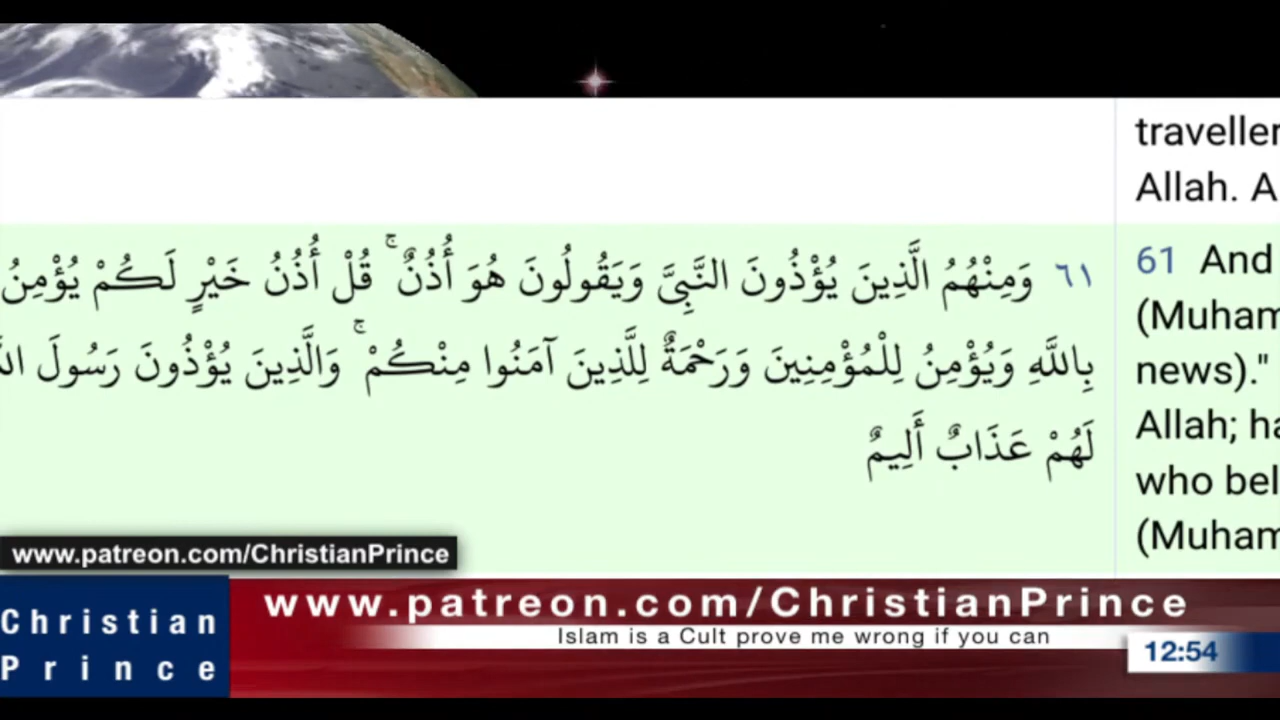 traveller
Allah. A
٦١ وَمِنْهُمُ الَّذِينَ يُؤْذُونَ النَّبِيَّ وَيَقُولُونَ هُوَ أُذُنٌ ۚ قُلْ أُذُنُ خَيْرٍ لَكُمْ يُؤْمِنُ
بِاللَّهِ وَيُؤْمِنُ لِلْمُؤْمِنِينَ وَرَحْمَةٌ لِلَّذِينَ آمَنُوا مِنْكُمْ ۚ وَالَّذِينَ يُؤْذُونَ رَسُولَ
لَهُمْ عَذَابٌ أَلِيمٌ
61 And
(Muham
news)."
Allah; ha
who bel
(Muham
www.patreon.com/ChristianPrince
Christian
Prince
www.patreon.com/ChristianPrince
Islam is a Cult prove me wrong if you can
12:54